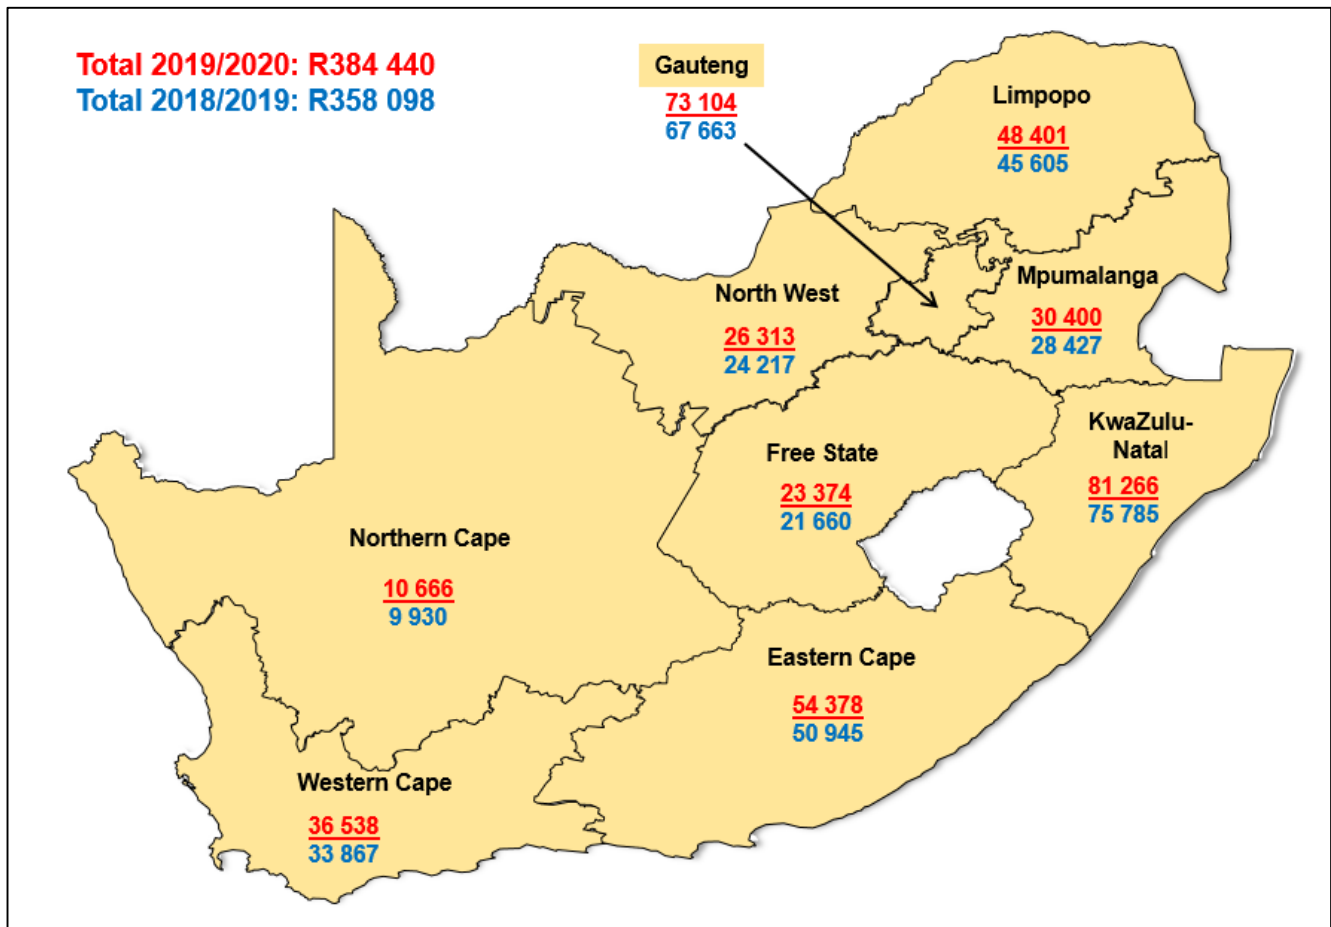 Total 2019/2020: R384 440
Total 2018/2019: R358 098
Gauteng
73 104
67 663
Limpopo
48 401
45 605
Mpumalanga
30 400
28 427
North West
26 313
24 217
KwaZulu-
Natal
81 266
75 785
Free State
23 374
21 660
Northern Cape
10 666
9 930
Eastern Cape
54 378
50 945
Western Cape
36 538
33 867